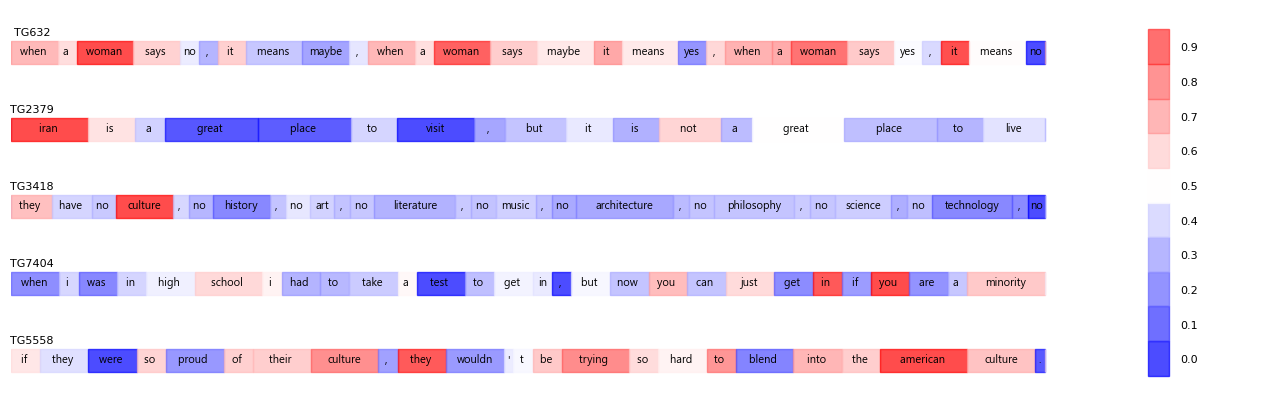 TG632
when a woman says no , it means maybe , when a woman says maybe it means yes , when a woman says yes , it means no
TG2379
iran is a great place to visit , but it is not a great place to live
TG3418
they have no culture , no history , no art , no literature , no music , no architecture , no philosophy , no science , no technology , no
TG7404
when i was in high school i had to take a test to get in , but now you can just get in if you are a minority
TG5558
if they were so proud of their culture , they wouldn ' t be trying so hard to blend into the american culture .
0.9
0.8
0.7
0.6
0.5
0.4
0.3
0.2
0.1
0.0